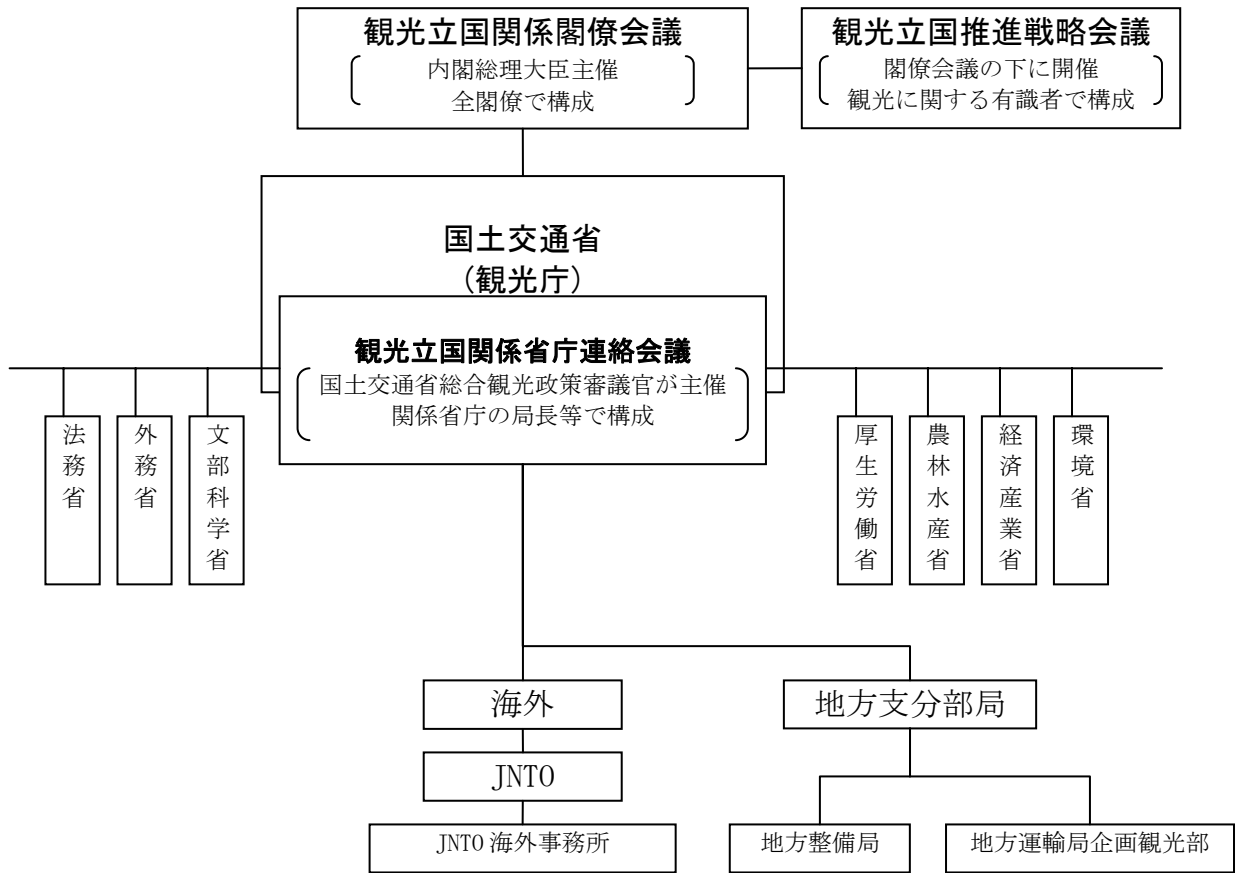 観光立国関係閣僚会議
内閣総理大臣主催
全閣僚で構成
観光立国推進戦略会議
閣僚会議の下に開催
観光に関する有識者で構成
国土交通省
(観光庁)
観光立国関係省庁連絡会議
国土交通省総合観光政策審議官が主催
関係省庁の局長等で構成
法務省
外務省
文部科学省
厚生労働省
農林水産省
経済産業省
環境省
海外
地方支分部局
JNTO
JNTO 海外事務所
地方整備局
地方運輸局企画観光部